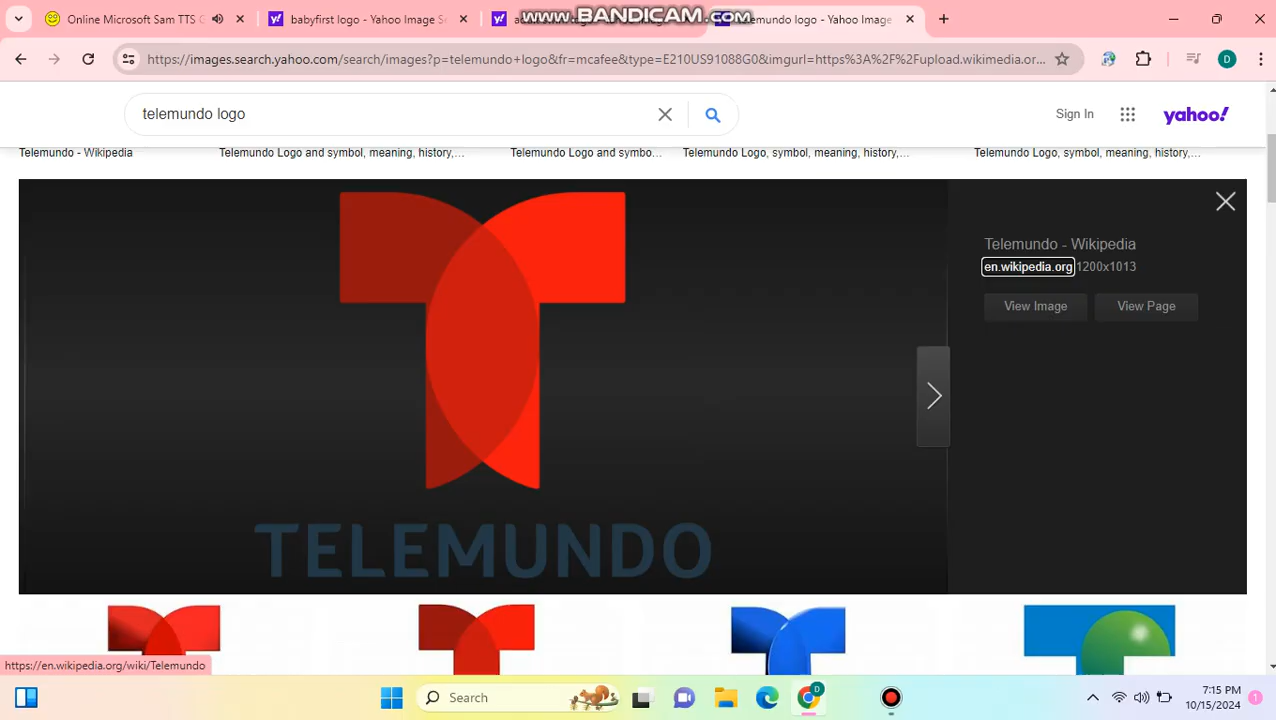 Online Microsoft Sam TTS G
babyfirst logo - Yahoo Image Se
www.BANDICAM.com
telemundo logo - Yahoo Image
https://images.search.yahoo.com/search/images?p=telemundo+logo&fr=mcafee&type=E210US91088G0&imgurl=https%3A%2F%2Fupload.wikimedia.or...
D
telemundo logo
Sign In
yahoo!
Telemundo - Wikipedia
Telemundo Logo and symbol, meaning, history,...
Telemundo Logo and symbo...
Telemundo Logo, symbol, meaning, history,...
Telemundo Logo, symbol, meaning, history,...
Telemundo - Wikipedia
en.wikipedia.org 1200x1013
View Image
View Page
TELEMUNDO
https://en.wikipedia.org/wiki/Telemundo
Search
D
7:15 PM
10/15/2024
1